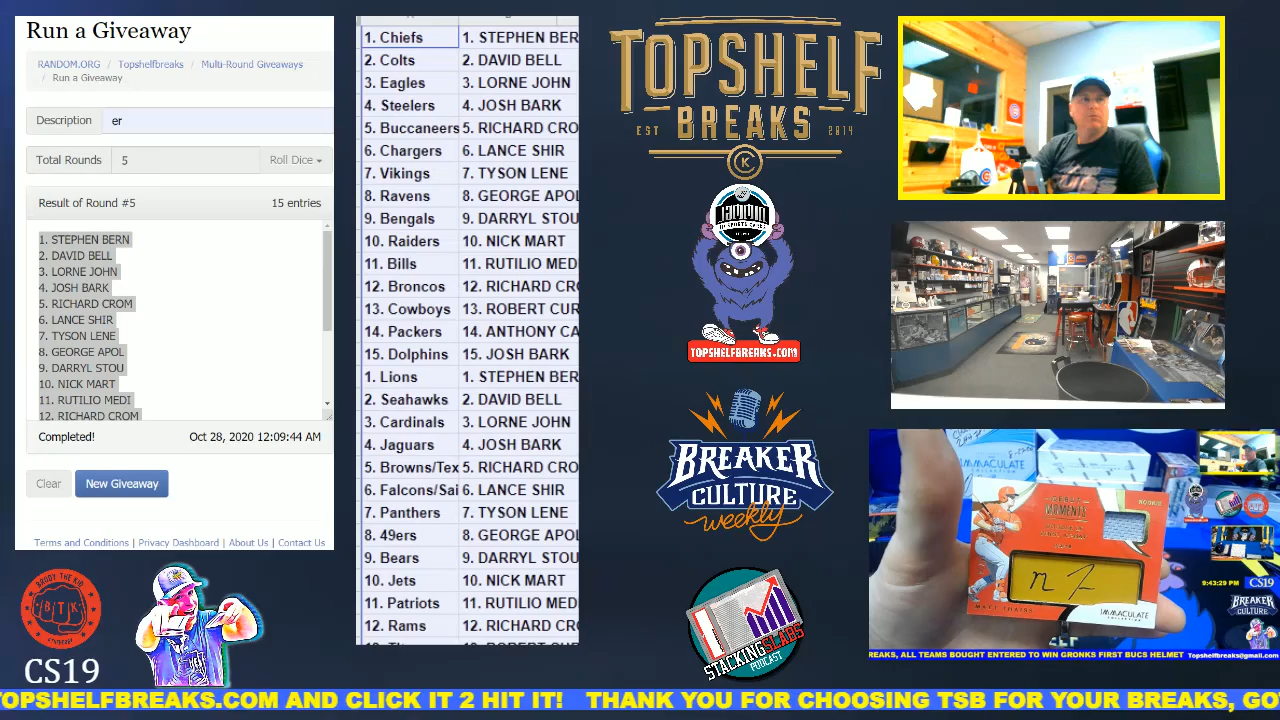 Run a Giveaway
RANDOM.ORG Topshelfbreaks Multi-Round Giveaways
Run a Giveaway
Description er
Total Rounds 5 Roll Dice
Result of Round #5 15 entries
1. STEPHEN BERN
2. DAVID BELL
3. LORNE JOHN
4. JOSH BARK
5. RICHARD CROM
6. LANCE SHIR
7. TYSON LENE
8. GEORGE APOL
9. DARRYL STOU
10. NICK MART
11. RUTILIO MEDI
12. RICHARD CROM
Completed! Oct 28, 2020 12:09:44 AM
Clear New Giveaway
Terms and Conditions | Privacy Dashboard | About Us | Contact Us
BRODY THE KID
BTK
CS19
1. Chiefs 1. STEPHEN BER
2. Colts 2. DAVID BELL
3. Eagles 3. LORNE JOHN
4. Steelers 4. JOSH BARK
5. Buccaneers 5. RICHARD CRO
6. Chargers 6. LANCE SHIR
7. Vikings 7. TYSON LENE
8. Ravens 8. GEORGE APOL
9. Bengals 9. DARRYL STOU
10. Raiders 10. NICK MART
11. Bills 11. RUTILIO MEDI
12. Broncos 12. RICHARD CRO
13. Cowboys 13. ROBERT CUR
14. Packers 14. ANTHONY CA
15. Dolphins 15. JOSH BARK
1. Lions 1. STEPHEN BER
2. Seahawks 2. DAVID BELL
3. Cardinals 3. LORNE JOHN
4. Jaguars 4. JOSH BARK
5. Browns/Tex 5. RICHARD CRO
6. Falcons/Sai 6. LANCE SHIR
7. Panthers 7. TYSON LENE
8. 49ers 8. GEORGE APOL
9. Bears 9. DARRYL STOU
10. Jets 10. NICK MART
11. Patriots 11. RUTILIO MED
12. Rams 12. RICHARD CRO
TOPSHELF
EST BREAKS 2014
K
TOPSHELFBREAKS.COM
BREAKER
CULTURE
weekly
STACKING SLABS
PODCAST
IMMACULATE
DEBUT
MOMENTS
ROOKIE
MATT THAISS
IMMACULATE
COLLECTION
9:43:29 PM CS19
BREAKER
CULTURE
REAKS, ALL TEAMS BOUGHT ENTERED TO WIN GRONKS FIRST BUCS HELMET Topshelfbreaks@gmail.com
TOPSHELFBREAKS.COM AND CLICK IT 2 HIT IT! THANK YOU FOR CHOOSING TSB FOR YOUR BREAKS, GO